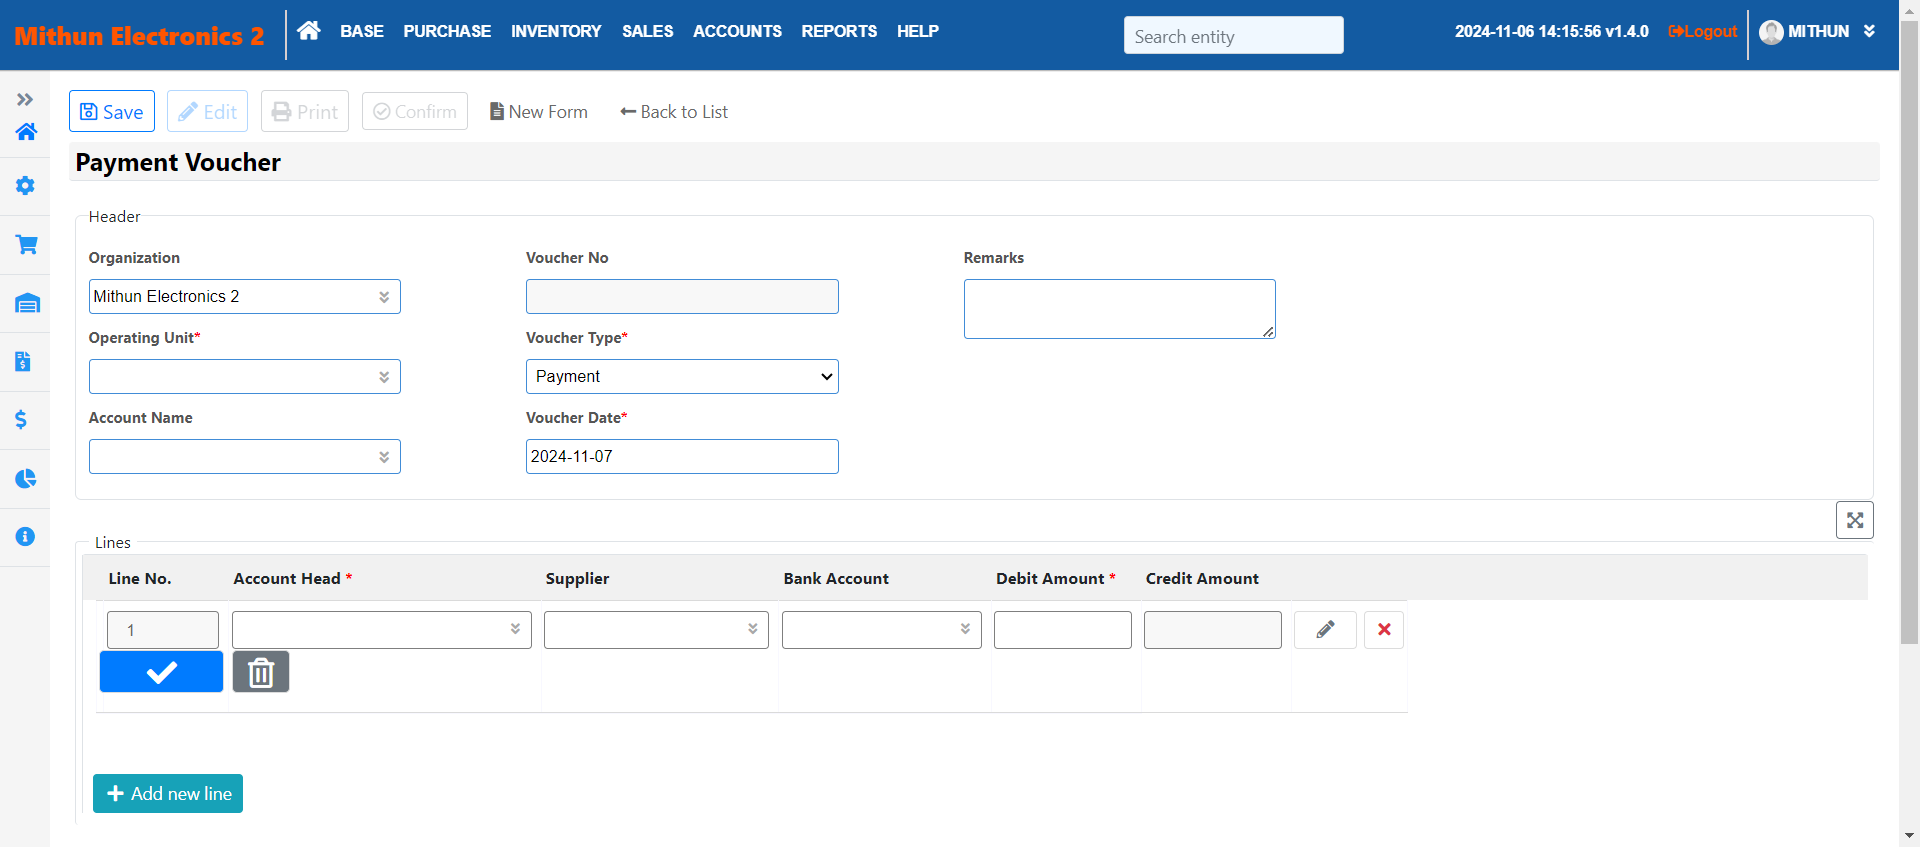 Mithun Electronics 2
BASE PURCHASE INVENTORY SALES ACCOUNTS REPORTS HELP
Search entity
2024-11-06 14:15:56 v1.4.0
Logout
MITHUN
Save
Edit
Print
Confirm
New Form
Back to List
Payment Voucher
Header
Organization
Mithun Electronics 2
Operating Unit*
Account Name
Voucher No
Voucher Type*
Payment
Voucher Date*
2024-11-07
Remarks
Lines
Line No. Account Head * Supplier Bank Account Debit Amount * Credit Amount
1
Add new line